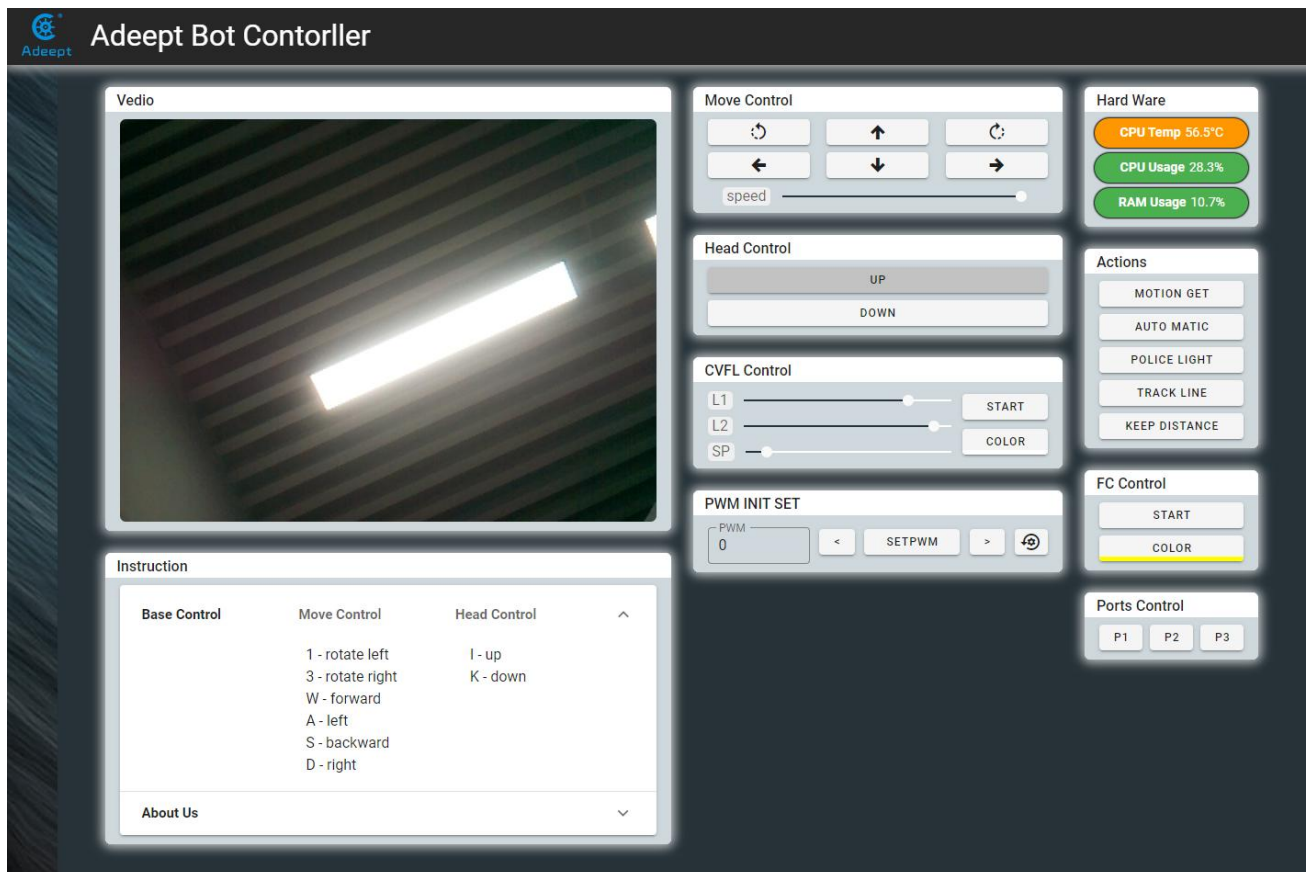 Adeept
Adeept Bot Contorller
Vedio
Instruction
Base Control Move Control Head Control
1 - rotate left I - up
3 - rotate right K - down
W - forward
A - left
S - backward
D - right
About Us
Move Control
speed
Head Control
UP
DOWN
CVFL Control
L1
START
L2
COLOR
SP
PWM INIT SET
PWM
0 < SETPWM >
Hard Ware
CPU Temp 56.5°C
CPU Usage 28.3%
RAM Usage 10.7%
Actions
MOTION GET
AUTO MATIC
POLICE LIGHT
TRACK LINE
KEEP DISTANCE
FC Control
START
COLOR
Ports Control
P1 P2 P3